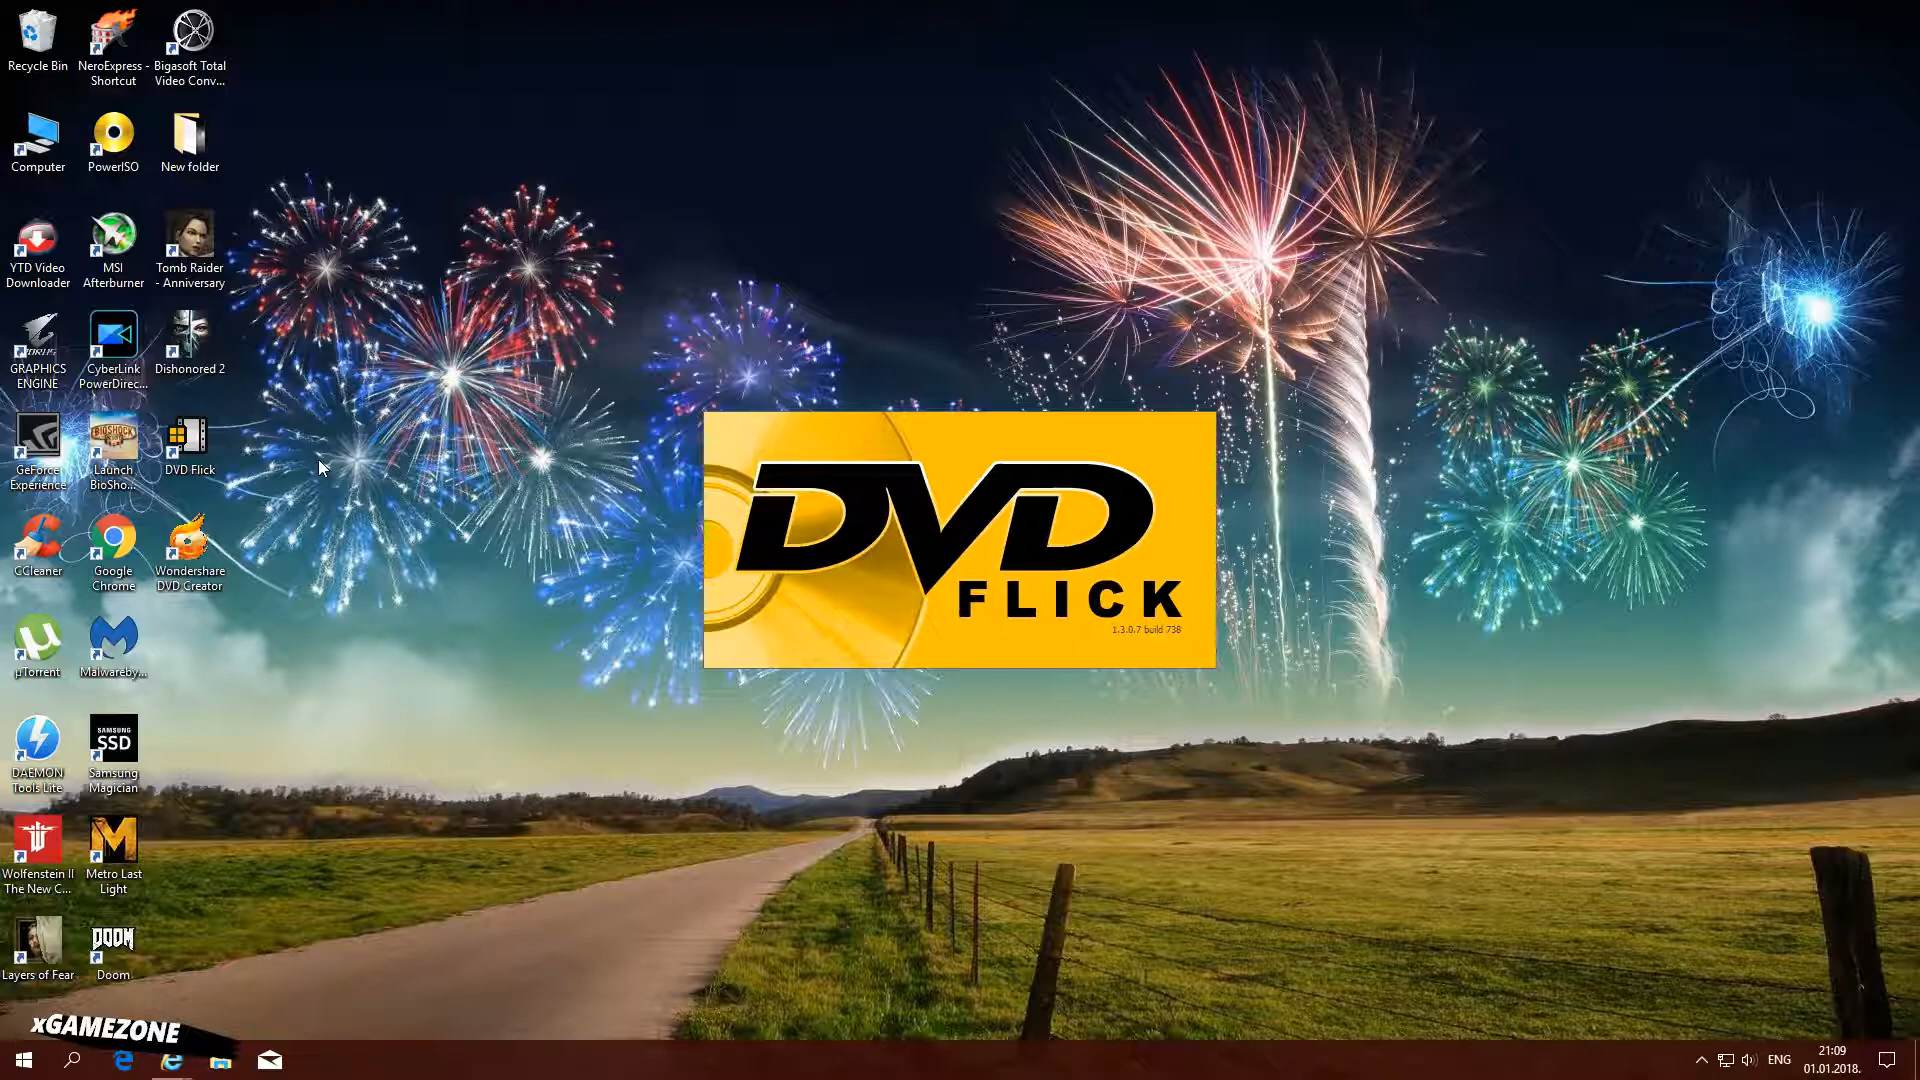 Recycle Bin
NeroExpress -
Shortcut
Bigasoft Total
Video Conv...
Computer
PowerISO
New folder
YTD Video
Downloader
MSI
Afterburner
Tomb Raider
- Anniversary
GRAPHICS
ENGINE
CyberLink
PowerDirec...
Dishonored 2
GeForce
Experience
BIOSHOCK
Launch
BioSho...
DVD Flick
CCleaner
Google
Chrome
Wondershare
DVD Creator
µTorrent
Malwareby...
DAEMON
Tools Lite
SAMSUNG
SSD
Samsung
Magician
Wolfenstein II
The New C...
Metro Last
Light
Layers of Fear
DOOM
Doom
DVD
FLICK
1.3.0.7 build 738
xGAMEZONE
ENG
21:09
01.01.2018.